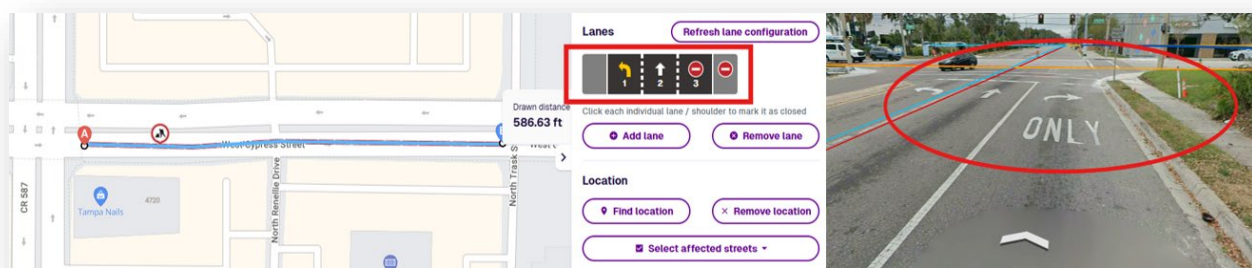 Lanes
Refresh lane configuration
1
2
3
Click each individual lane / shoulder to mark it as closed
Add lane
Remove lane
Location
Find location
Remove location
Select affected streets
Drawn distance
586.63 ft
A
West Cypress Street
Tampa Nails
4720
CR 587
North Renellie Drive
North Trask S
West C
ONLY